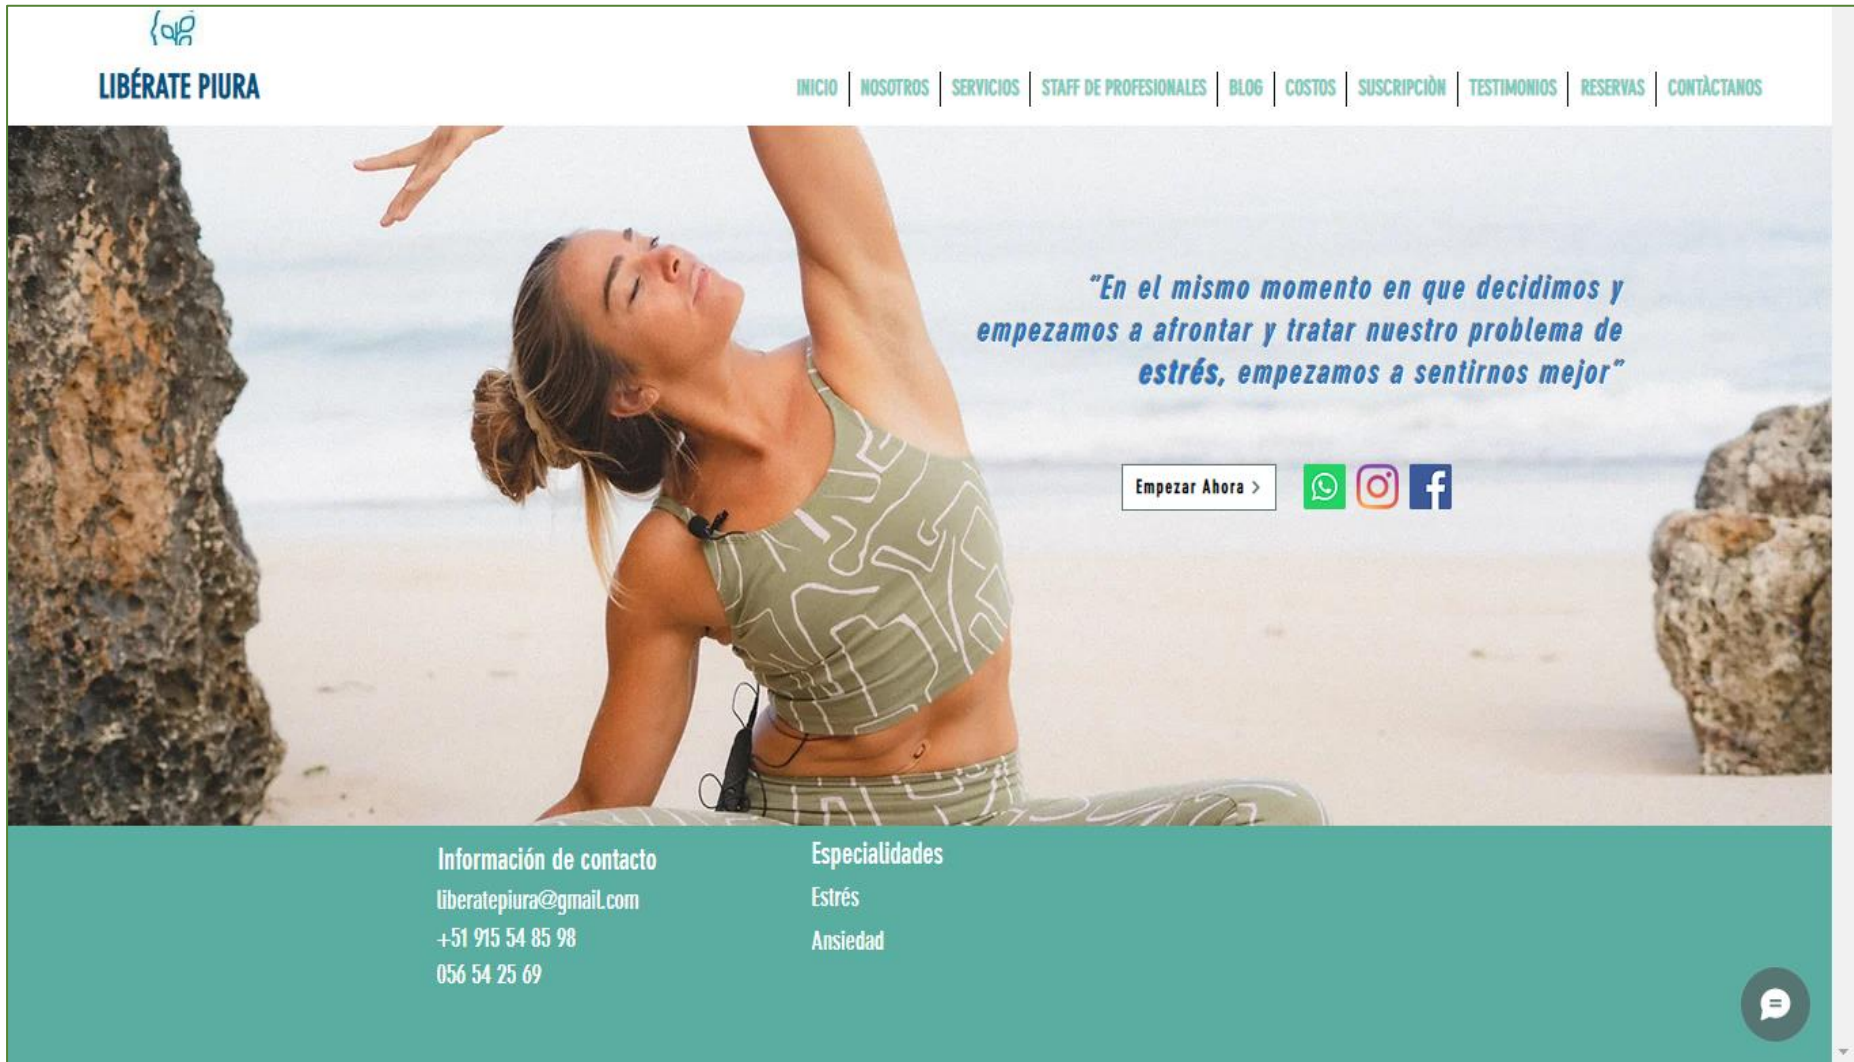 LIBÉRATE PIURA
INICIO
NOSOTROS
SERVICIOS
STAFF DE PROFESIONALES
BLOG
COSTOS
SUSCRIPCIÒN
TESTIMONIOS
RESERVAS
CONTÀCTANOS
"En el mismo momento en que decidimos y
empezamos a afrontar y tratar nuestro problema de
estrés, empezamos a sentirnos mejor"
Empezar Ahora >
Información de contacto
liberatepiura@gmail.com
+51 915 54 85 98
056 54 25 69
Especialidades
Estrés
Ansiedad